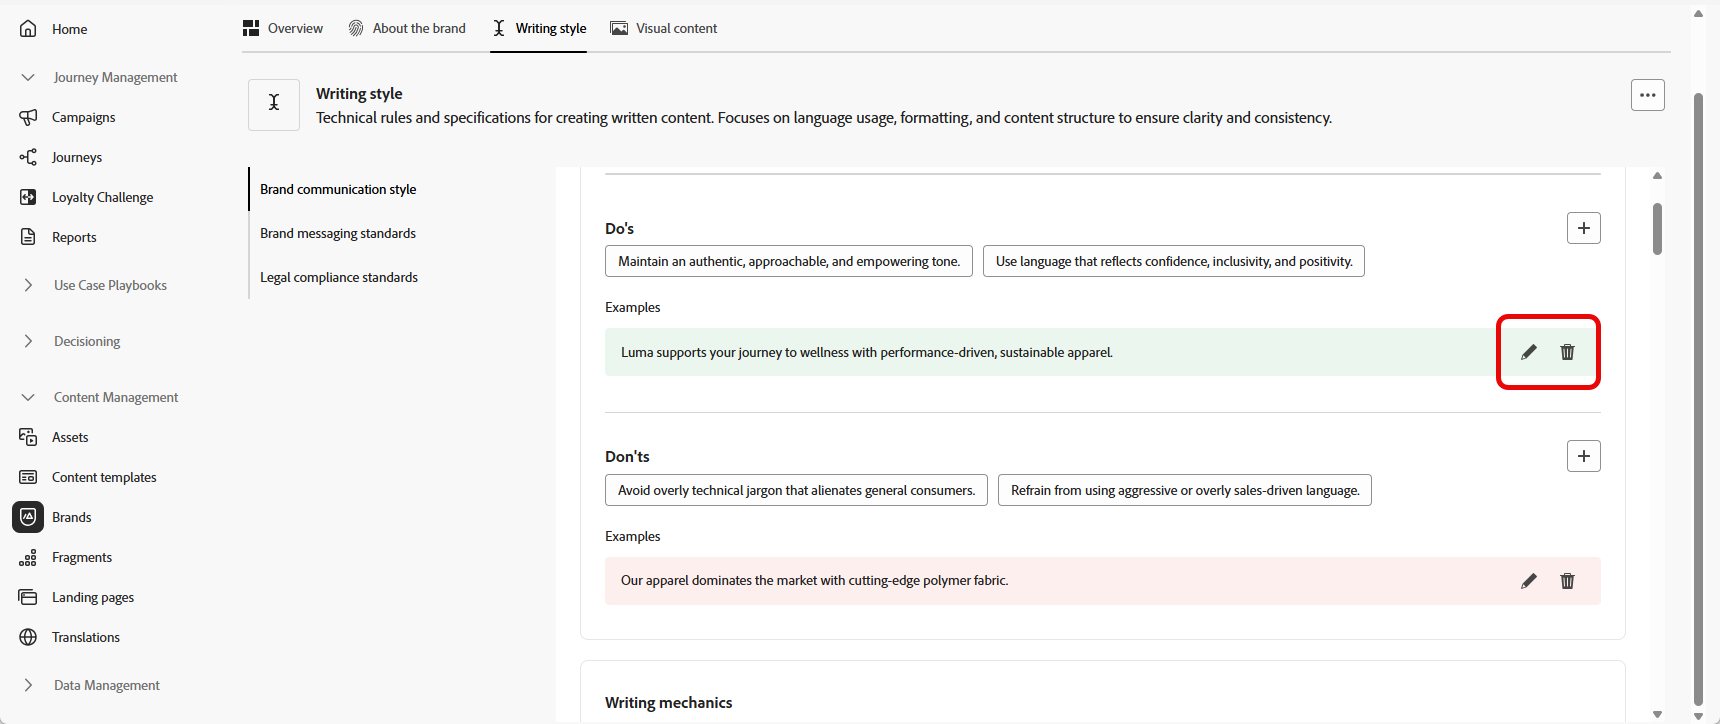 Home
Journey Management
Campaigns
Journeys
Loyalty Challenge
Reports
Use Case Playbooks
Decisioning
Content Management
Assets
Content templates
Brands
Fragments
Landing pages
Translations
Data Management
Overview
About the brand
Writing style
Visual content
Writing style
Technical rules and specifications for creating written content. Focuses on language usage, formatting, and content structure to ensure clarity and consistency.
Brand communication style
Brand messaging standards
Legal compliance standards
Do's
Maintain an authentic, approachable, and empowering tone.
Use language that reflects confidence, inclusivity, and positivity.
Examples
Luma supports your journey to wellness with performance-driven, sustainable apparel.
Don'ts
Avoid overly technical jargon that alienates general consumers.
Refrain from using aggressive or overly sales-driven language.
Examples
Our apparel dominates the market with cutting-edge polymer fabric.
Writing mechanics